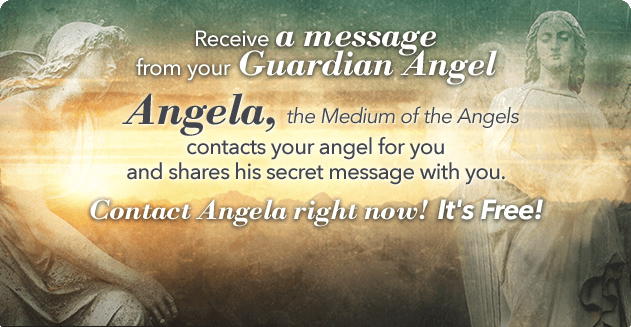 Receive a message
from your Guardian Angel
Angela, the Medium of the Angels
contacts your angel for you
and shares his secret message with you.
Contact Angela right now! It's Free!